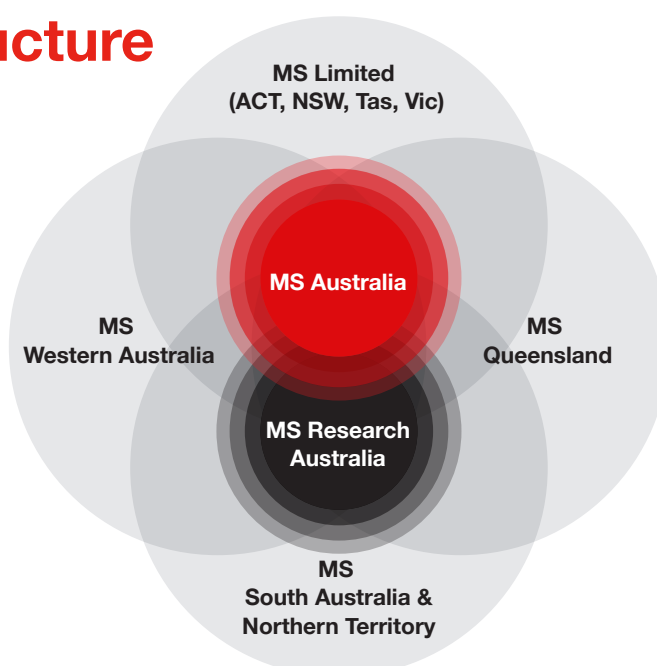 ucture
MS Limited
(ACT, NSW, Tas, Vic)
MS Australia
MS
Western Australia
MS
Queensland
MS Research
Australia
MS
South Australia &
Northern Territory